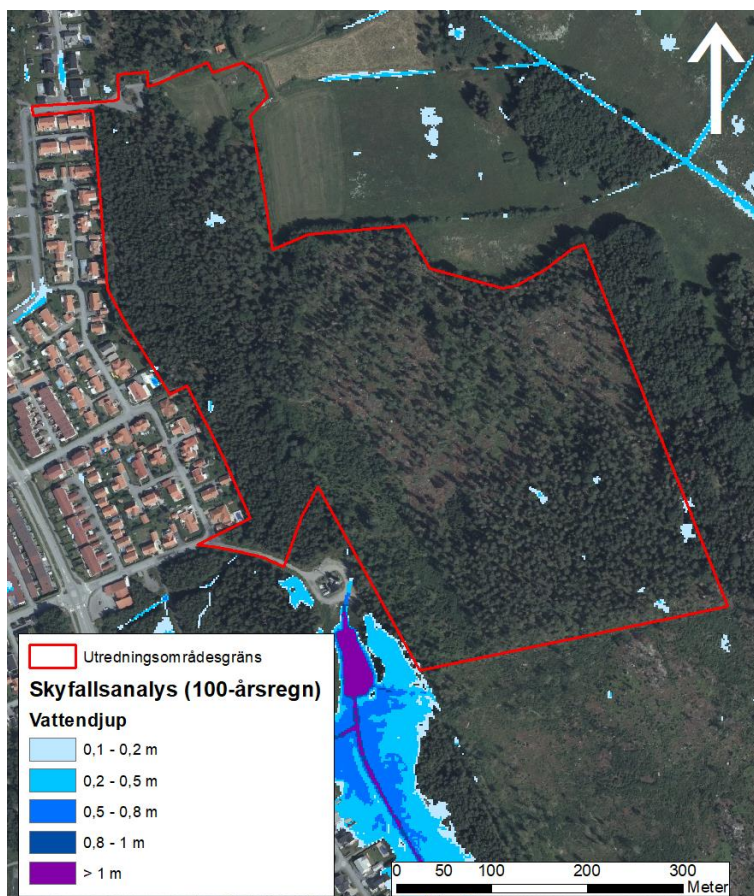 Utredningsområdesgräns
Skyfallsanalys (100-årsregn)
Vattendjup
0,1 - 0,2 m
0,2 - 0,5 m
0,5 - 0,8 m
0,8 - 1 m
> 1 m
0 50 100 200 300
Meter